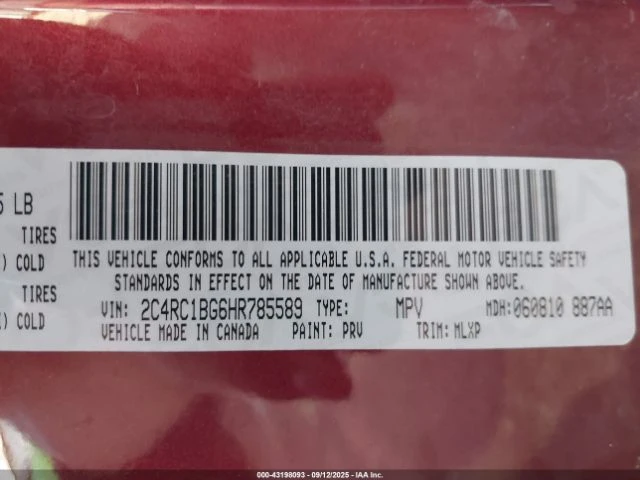 5 LB
TIRES
) COLD
TIRES
) COLD
THIS VEHICLE CONFORMS TO ALL APPLICABLE U.S.A. FEDERAL MOTOR VEHICLE SAFETY
STANDARDS IN EFFECT ON THE DATE OF MANUFACTURE SHOWN ABOVE.
VIN: 2C4RC1BG6HR785589 TYPE: MPV MDH:060810 887AA
VEHICLE MADE IN CANADA PAINT: PRV TRIM: MLXP
000-43198093 - 09/12/2025 - IAA Inc.